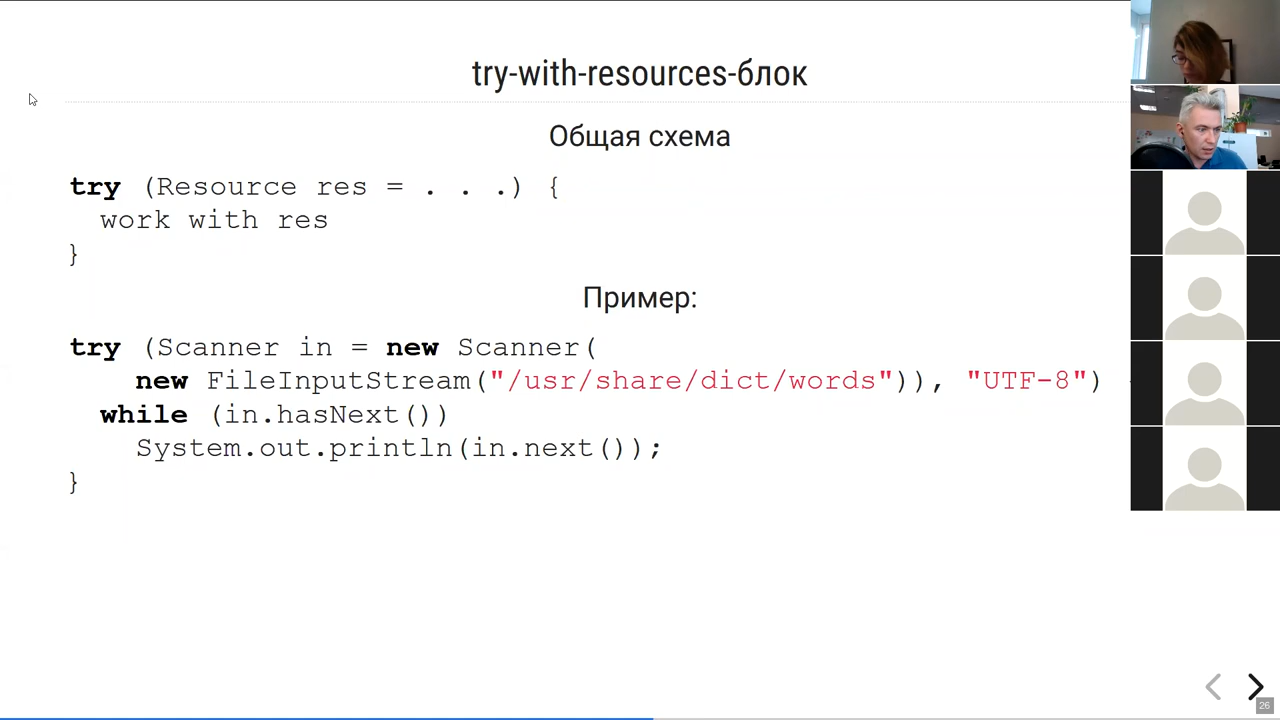 try-with-resources-блок
Общая схема
try (Resource res = . . .) {
work with res
}
Пример:
try (Scanner in = new Scanner(
new FileInputStream("/usr/share/dict/words")), "UTF-8")
while (in.hasNext())
System.out.println(in.next());
}
26